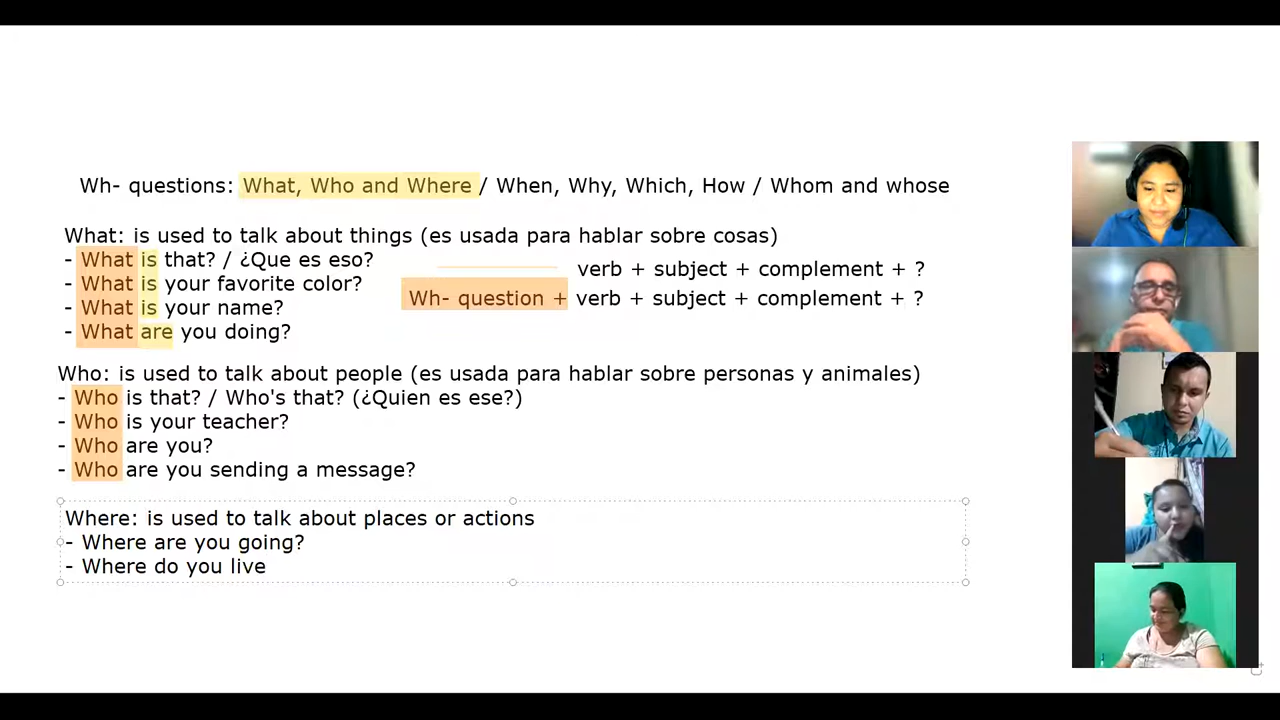 Wh- questions: What, Who and Where / When, Why, Which, How / Whom and whose
What: is used to talk about things (es usada para hablar sobre cosas)
- What is that? / ¿Que es eso?
- What is your favorite color?
- What is your name?
- What are you doing?
verb + subject + complement + ?
Wh- question + verb + subject + complement + ?
Who: is used to talk about people (es usada para hablar sobre personas y animales)
- Who is that? / Who's that? (¿Quien es ese?)
- Who is your teacher?
- Who are you?
- Who are you sending a message?
Where: is used to talk about places or actions
- Where are you going?
- Where do you live